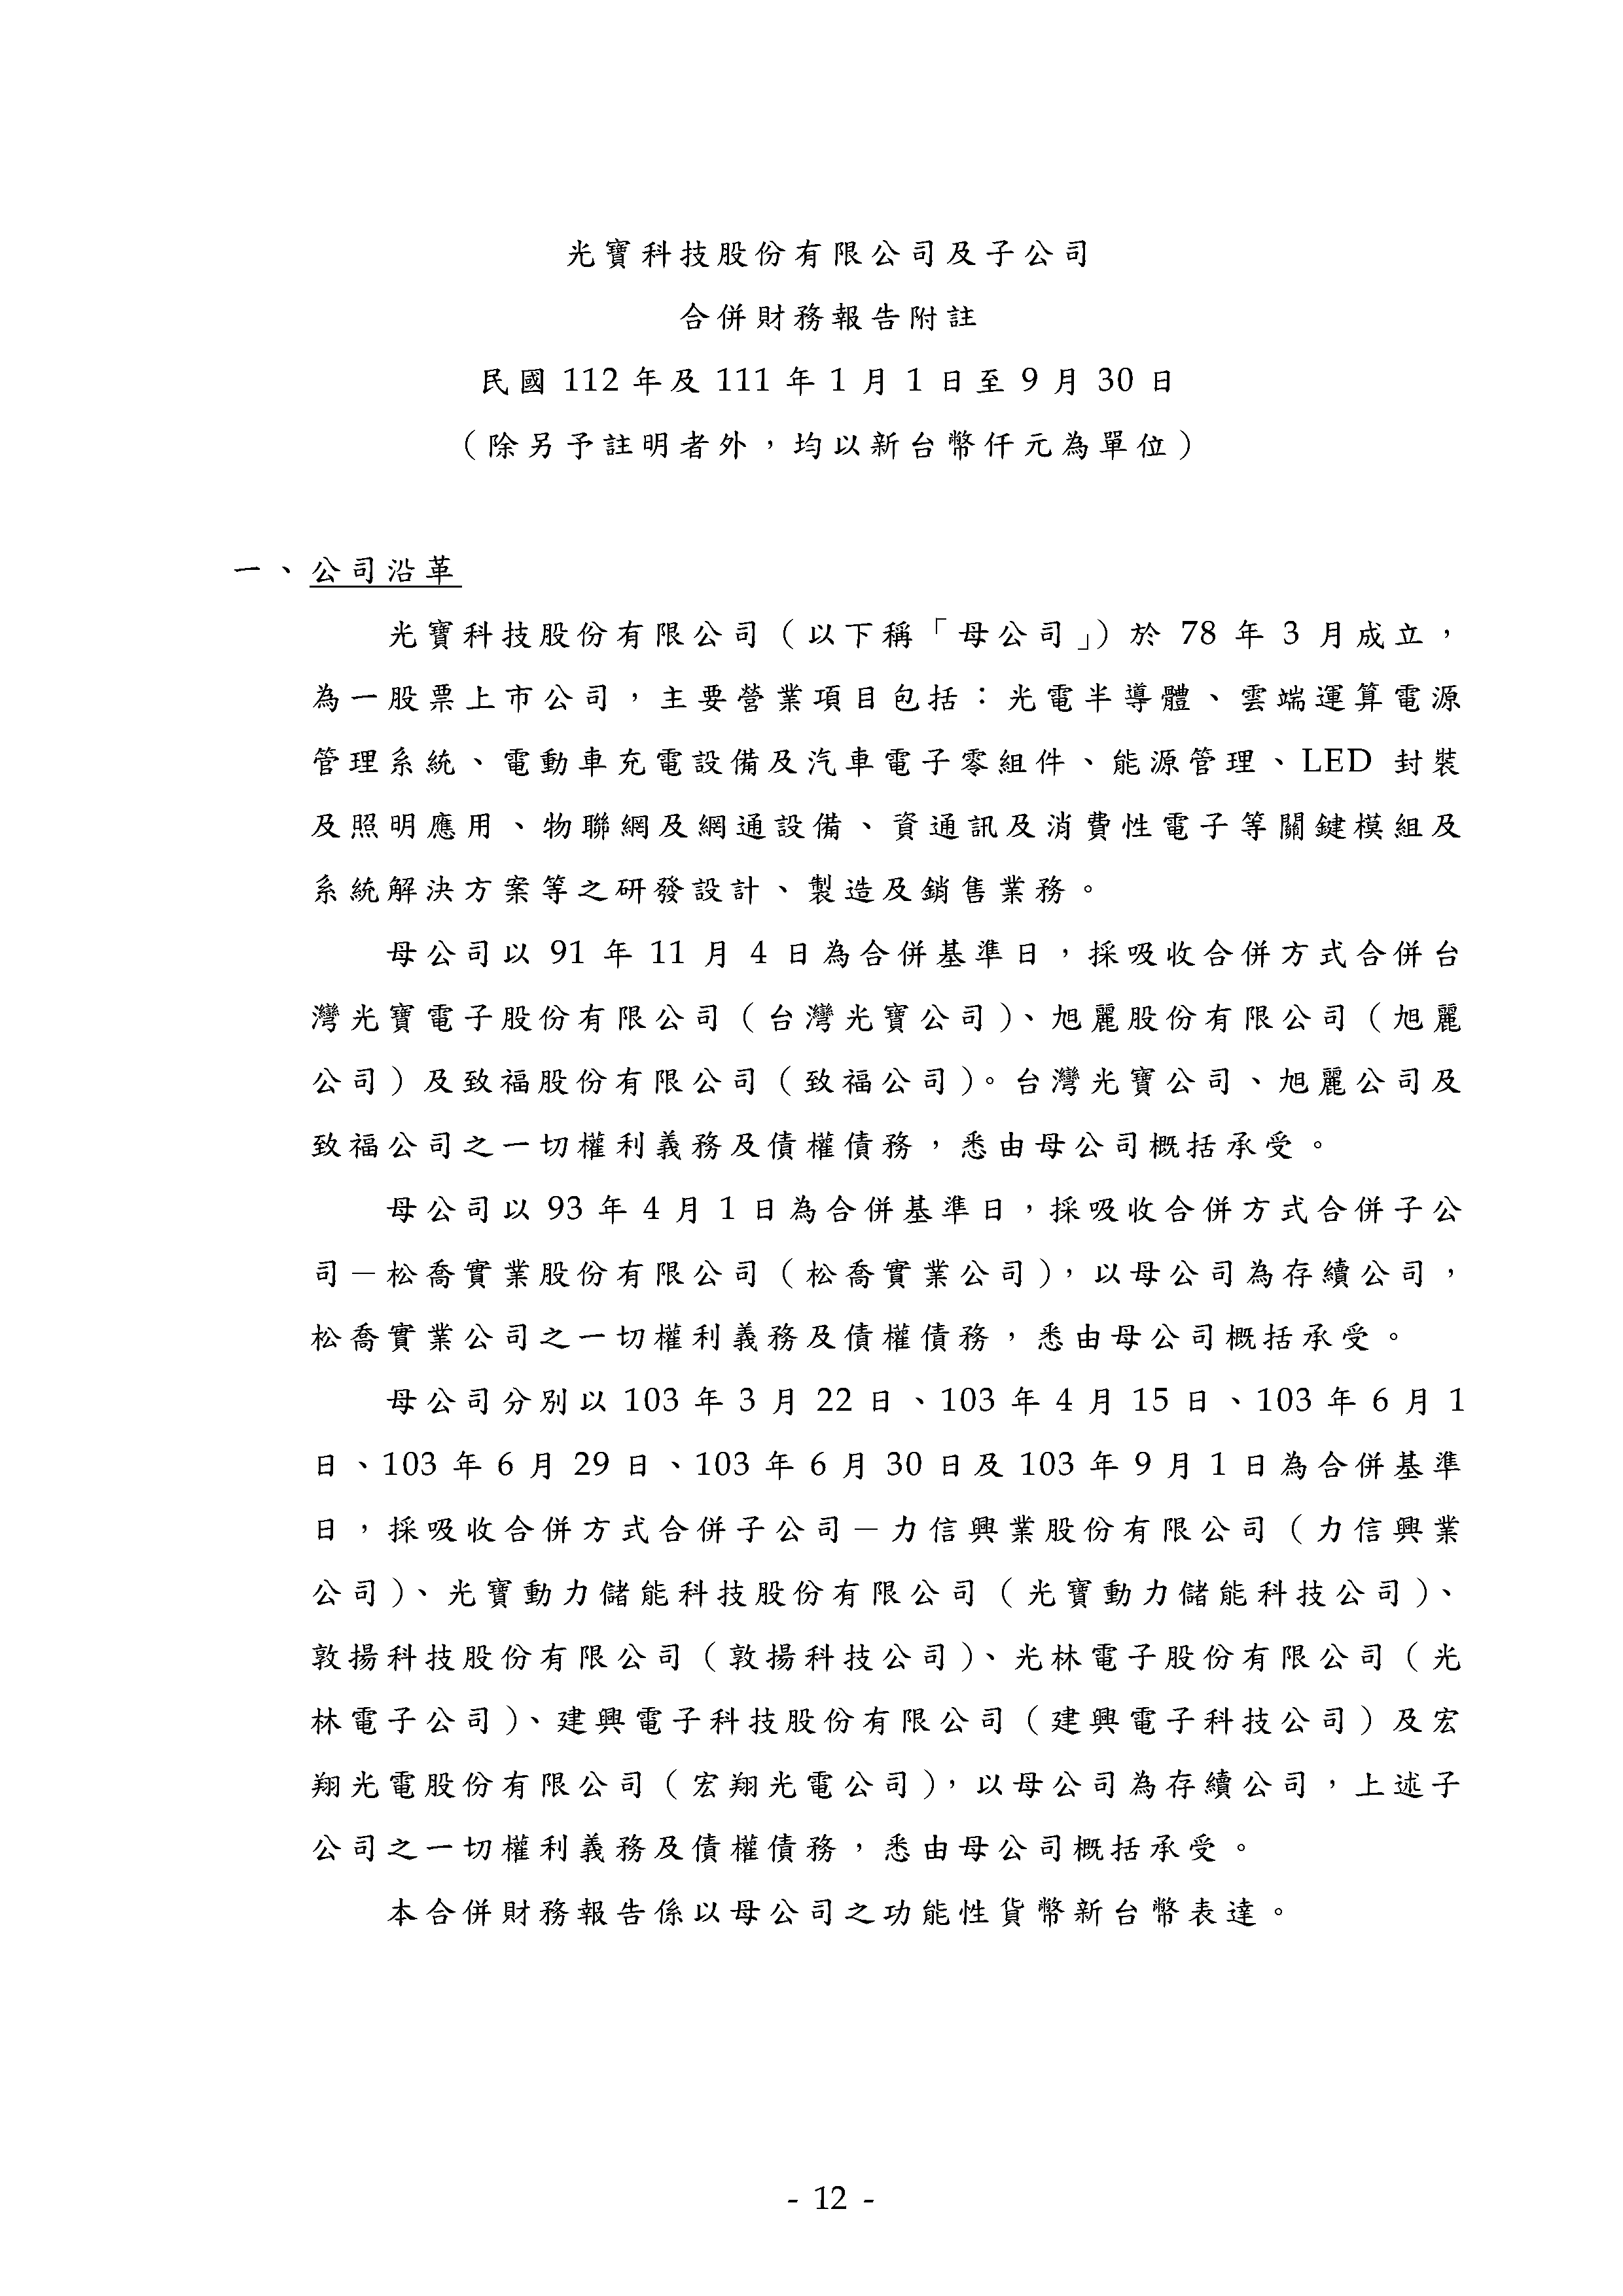 光寶科技股份有限公司及子公司
合併財務報告附註
民國 112 年及 111 年 1 月 1 日至 9 月 30 日
（除另予註明者外，均以新台幣仟元為單位）
一、公司沿革
光寶科技股份有限公司（以下稱「母公司」）於 78 年 3 月成立，
為一股票上市公司，主要營業項目包括：光電半導體、雲端運算電源
管理系統、電動車充電設備及汽車電子零組件、能源管理、LED 封裝
及照明應用、物聯網及網通設備、資通訊及消費性電子等關鍵模組及
系統解決方案等之研發設計、製造及銷售業務。
母公司以 91 年 11 月 4 日為合併基準日，採吸收合併方式合併台
灣光寶電子股份有限公司（台灣光寶公司）、旭麗股份有限公司（旭麗
公司）及致福股份有限公司（致福公司）。台灣光寶公司、旭麗公司及
致福公司之一切權利義務及債權債務，悉由母公司概括承受。
母公司以 93 年 4 月 1 日為合併基準日，採吸收合併方式合併子公
司－松喬實業股份有限公司（松喬實業公司），以母公司為存續公司，
松喬實業公司之一切權利義務及債權債務，悉由母公司概括承受。
母公司分別以 103 年 3 月 22 日、103 年 4 月 15 日、103 年 6 月 1
日、103 年 6 月 29 日、103 年 6 月 30 日及 103 年 9 月 1 日為合併基準
日，採吸收合併方式合併子公司－力信興業股份有限公司（力信興業
公司）、光寶動力儲能科技股份有限公司（光寶動力儲能科技公司）、
敦揚科技股份有限公司（敦揚科技公司）、光林電子股份有限公司（光
林電子公司）、建興電子科技股份有限公司（建興電子科技公司）及宏
翔光電股份有限公司（宏翔光電公司），以母公司為存續公司，上述子
公司之一切權利義務及債權債務，悉由母公司概括承受。
本合併財務報告係以母公司之功能性貨幣新台幣表達。
- 12 -